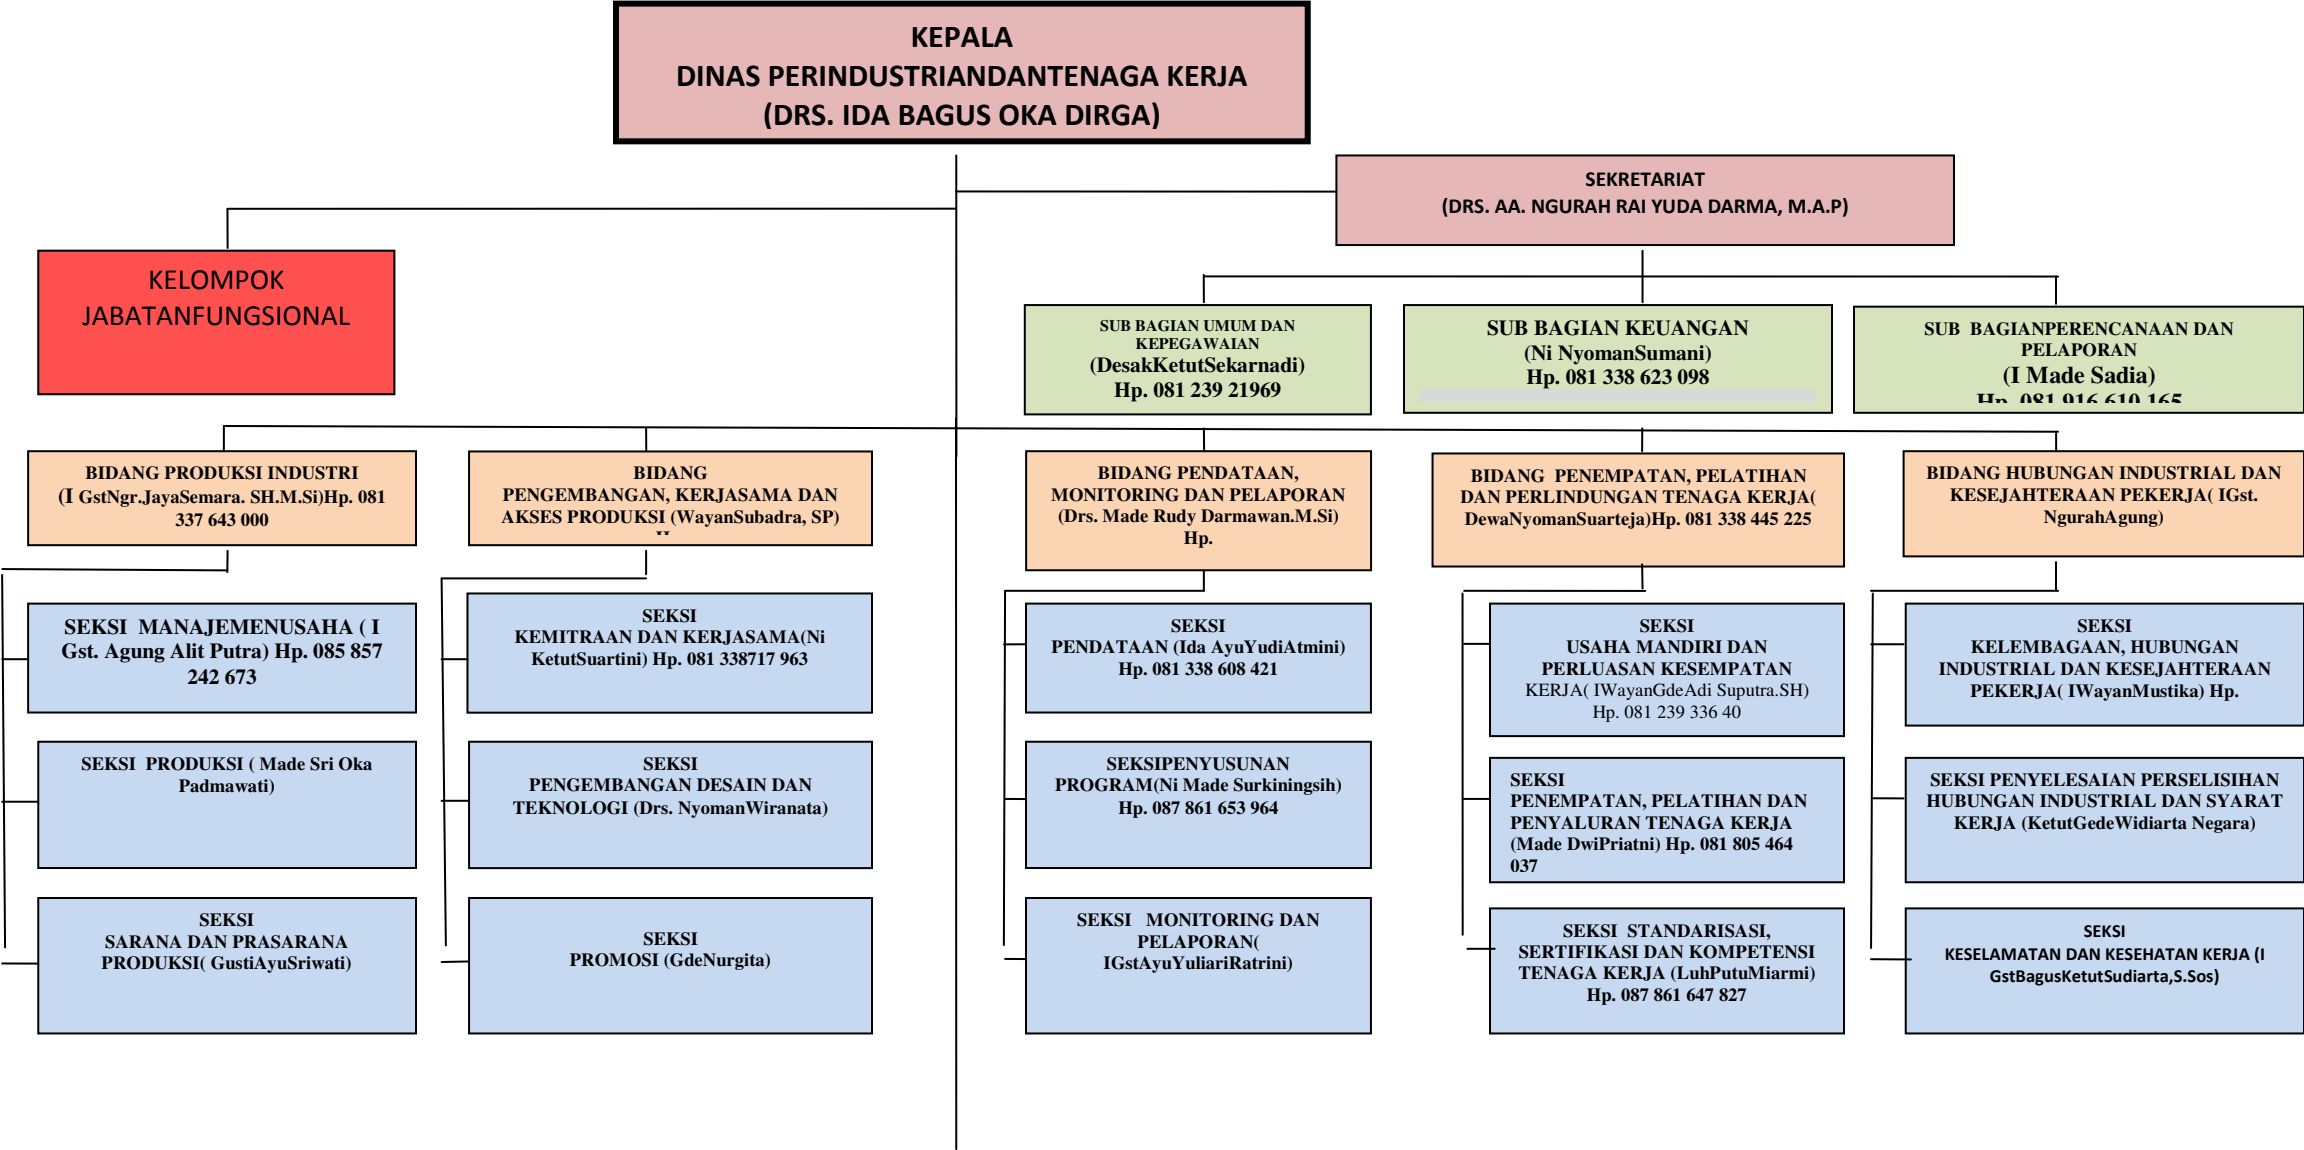 KEPALA
DINAS PERINDUSTRIANDANTENAGA KERJA
(DRS. IDA BAGUS OKA DIRGA)
SEKRETARIAT
(DRS. AA. NGURAH RAI YUDA DARMA, M.A.P)
KELOMPOK
JABATANFUNGSIONAL
SUB BAGIAN UMUM DAN
KEPEGAWAIAN
(DesakKetutSekarnadi)
Hp. 081 239 21969
SUB BAGIAN KEUANGAN
(Ni NyomanSumani)
Hp. 081 338 623 098
SUB BAGIANPERENCANAAN DAN
PELAPORAN
(I Made Sadia)
Hp. 081 916 610 165
BIDANG PRODUKSI INDUSTRI
(I GstNgr.JayaSemara. SH.M.Si)Hp. 081
337 643 000
BIDANG
PENGEMBANGAN, KERJASAMA DAN
AKSES PRODUKSI (WayanSubadra, SP)
BIDANG PENDATAAN,
MONITORING DAN PELAPORAN
(Drs. Made Rudy Darmawan.M.Si)
Hp.
BIDANG PENEMPATAN, PELATIHAN
DAN PERLINDUNGAN TENAGA KERJA(
DewaNyomanSuarteja)Hp. 081 338 445 225
BIDANG HUBUNGAN INDUSTRIAL DAN
KESEJAHTERAAN PEKERJA( IGst.
NgurahAgung)
SEKSI MANAJEMENUSAHA ( I
Gst. Agung Alit Putra) Hp. 085 857
242 673
SEKSI
KEMITRAAN DAN KERJASAMA(Ni
KetutSuartini) Hp. 081 338717 963
SEKSI
PENDATAAN (Ida AyuYudiAtmini)
Hp. 081 338 608 421
SEKSI
USAHA MANDIRI DAN
PERLUASAN KESEMPATAN
KERJA( IWayanGdeAdi Suputra.SH)
Hp. 081 239 336 40
SEKSI
KELEMBAGAAN, HUBUNGAN
INDUSTRIAL DAN KESEJAHTERAAN
PEKERJA( IWayanMustika) Hp.
SEKSI PRODUKSI ( Made Sri Oka
Padmawati)
SEKSI
PENGEMBANGAN DESAIN DAN
TEKNOLOGI (Drs. NyomanWiranata)
SEKSIPENYUSUNAN
PROGRAM(Ni Made Surkiningsih)
Hp. 087 861 653 964
SEKSI
PENEMPATAN, PELATIHAN DAN
PENYALURAN TENAGA KERJA
(Made DwiPriatni) Hp. 081 805 464
037
SEKSI PENYELESAIAN PERSELISIHAN
HUBUNGAN INDUSTRIAL DAN SYARAT
KERJA (KetutGedeWidiarta Negara)
SEKSI
SARANA DAN PRASARANA
PRODUKSI( GustiAyuSriwati)
SEKSI
PROMOSI (GdeNurgita)
SEKSI MONITORING DAN
PELAPORAN(
IGstAyuYuliariRatrini)
SEKSI STANDARISASI,
SERTIFIKASI DAN KOMPETENSI
TENAGA KERJA (LuhPutuMiarmi)
Hp. 087 861 647 827
SEKSI
KESELAMATAN DAN KESEHATAN KERJA (I
GstBagusKetutSudiarta,S.Sos)